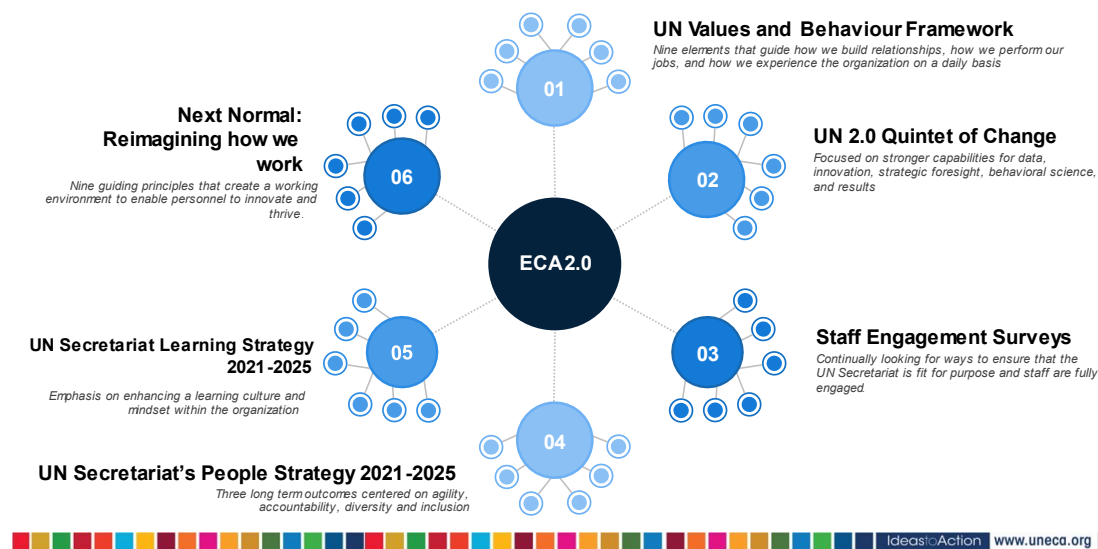 UN Values and Behaviour Framework
Nine elements that guide how we build relationships, how we perform our
jobs, and how we experience the organization on a daily basis
01
Next Normal:
Reimagining how we
work
Nine guiding principles that create a working
environment to enable personnel to innovate and
thrive.
06
02
UN 2.0 Quintet of Change
Focused on stronger capabilities for data,
innovation, strategic foresight, behavioral science,
and results
ECA2.0
UN Secretariat Learning Strategy
2021-2025
Emphasis on enhancing a learning culture and
mindset within the organization
05
03
Staff Engagement Surveys
Continually looking for ways to ensure that the
UN Secretariat is fit for purpose and staff are fully
engaged
04
UN Secretariat’s People Strategy 2021-2025
Three long term outcomes centered on agility,
accountability, diversity and inclusion
IdeastoAction www.uneca.org